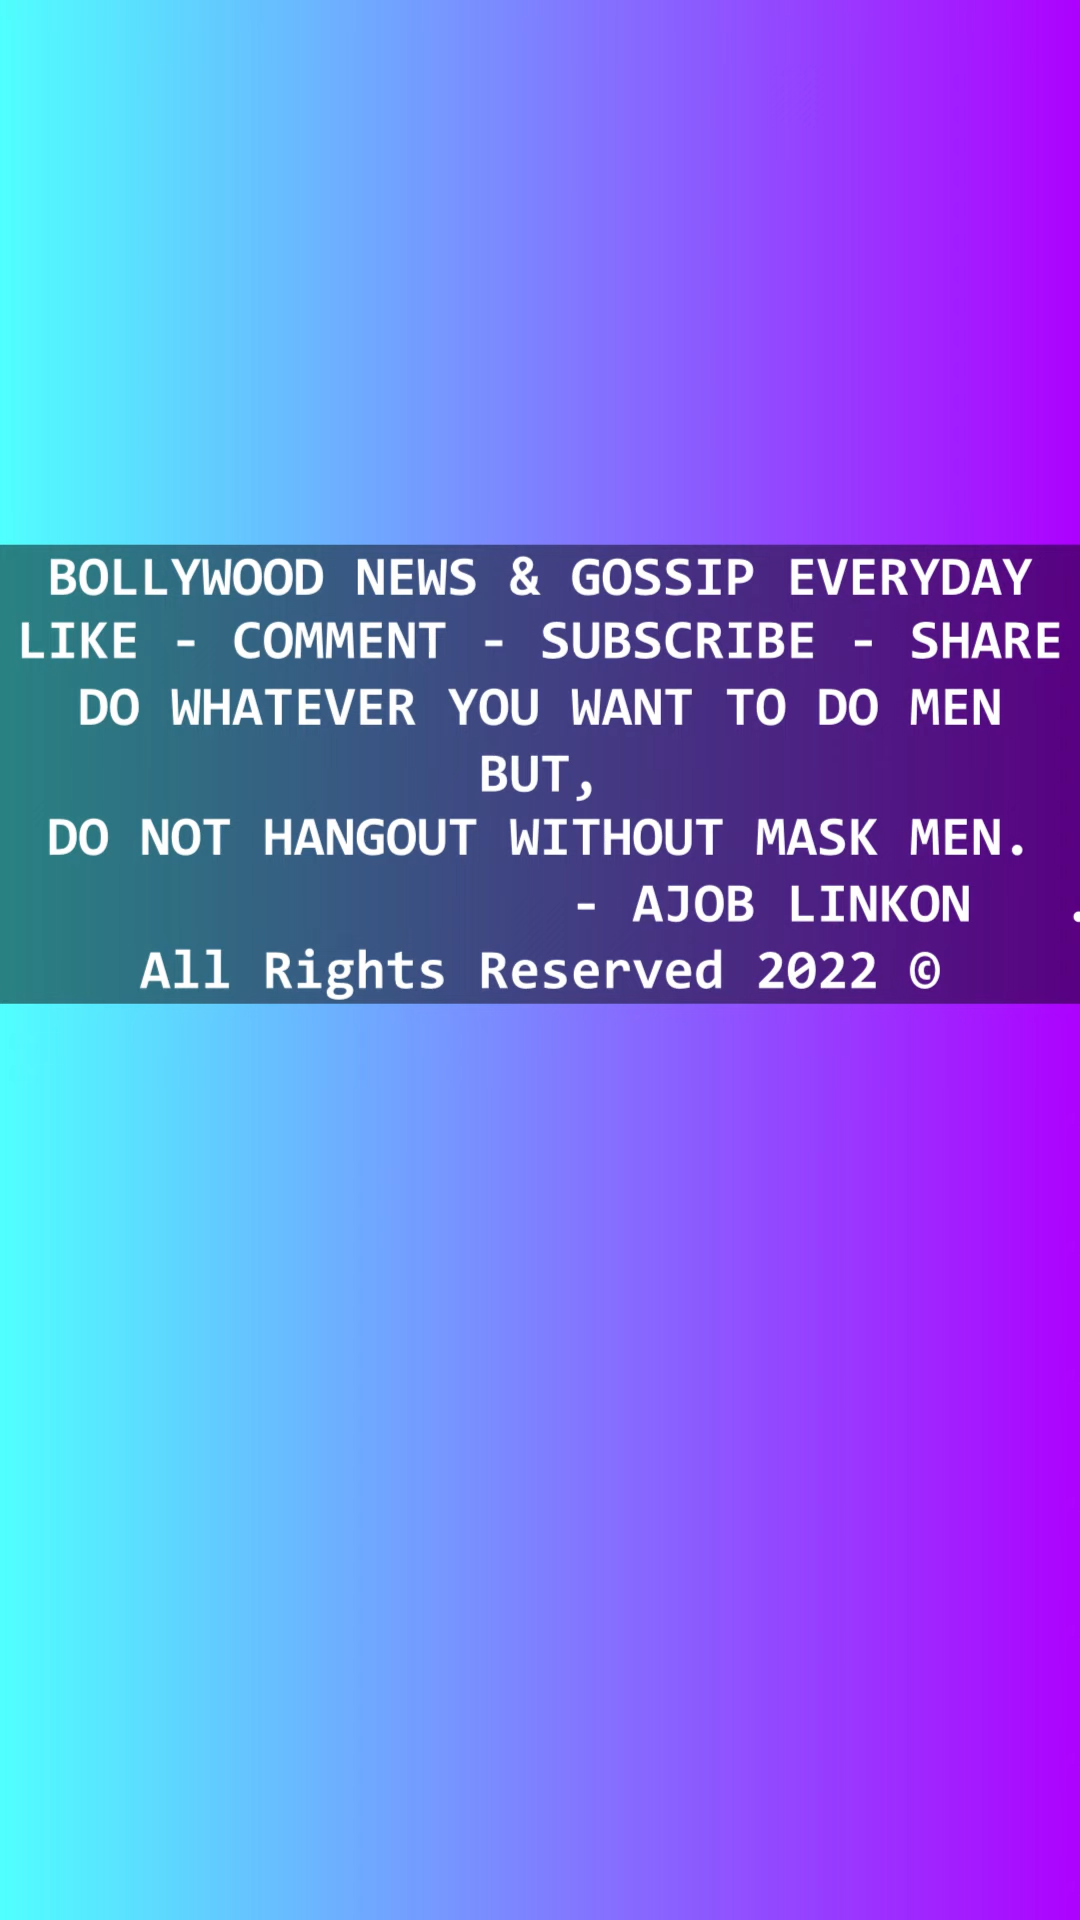 BOLLYWOOD NEWS & GOSSIP EVERYDAY
LIKE - COMMENT - SUBSCRIBE - SHARE
DO WHATEVER YOU WANT TO DO MEN
BUT,
DO NOT HANGOUT WITHOUT MASK MEN.
- AJOB LINKON .
All Rights Reserved 2022 ©